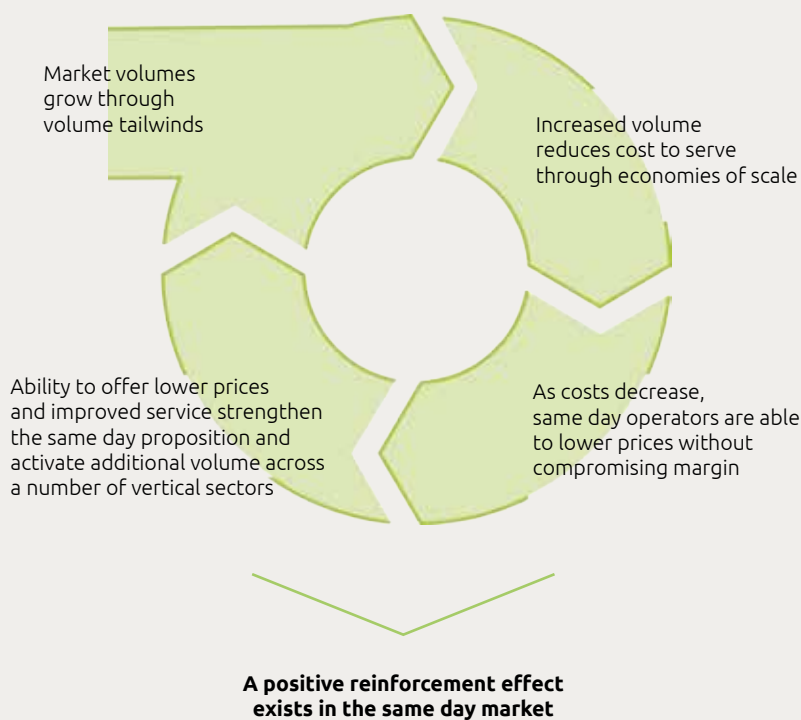 Market volumes
grow through
volume tailwinds
Increased volume
reduces cost to serve
through economies of scale
As costs decrease,
same day operators are able
to lower prices without
compromising margin
Ability to offer lower prices
and improved service strengthen
the same day proposition and
activate additional volume across
a number of vertical sectors
A positive reinforcement effect
exists in the same day market